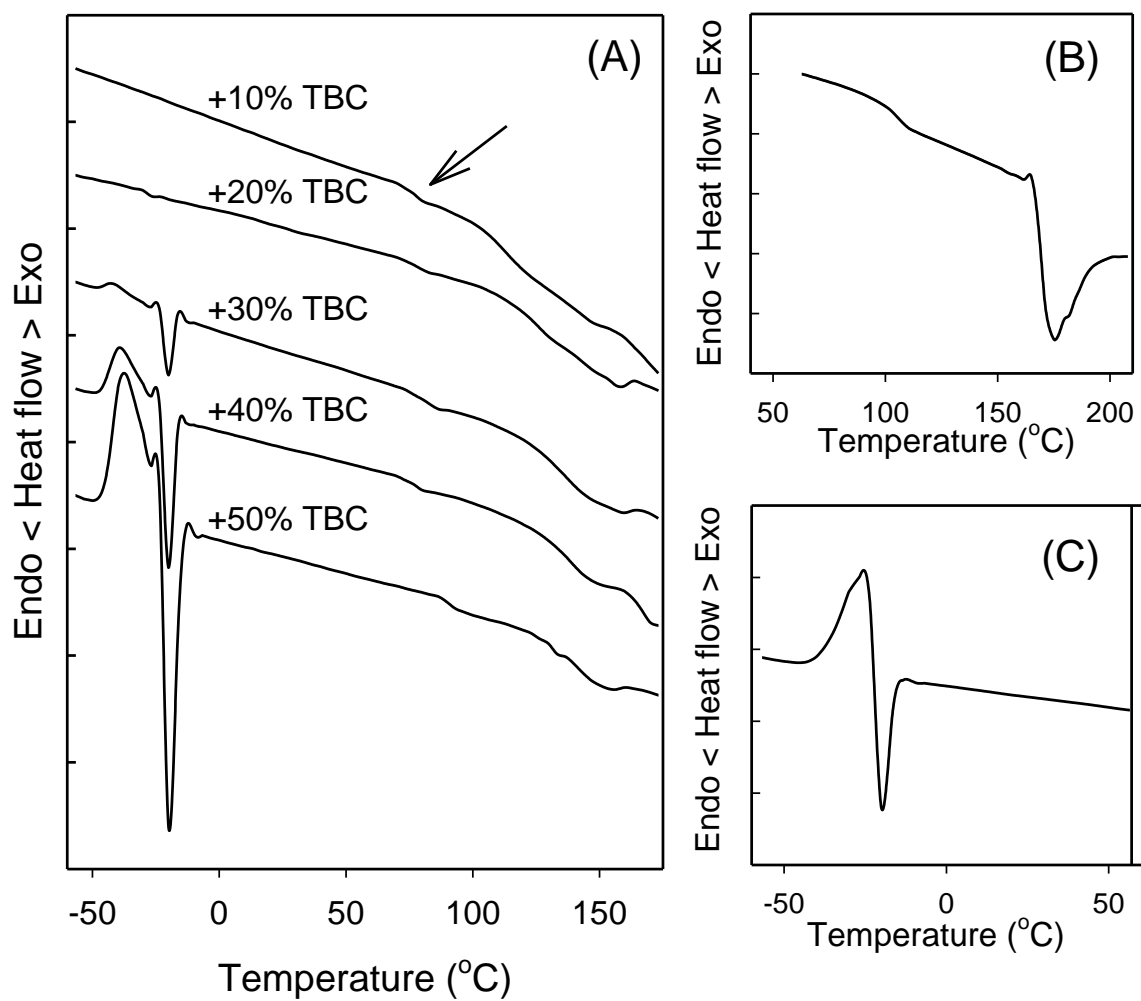 (A)
+10% TBC
+20% TBC
+30% TBC
+40% TBC
+50% TBC
Endo < Heat flow > Exo
-50 0 50 100 150
Temperature (°C)
(B)
Endo < Heat flow > Exo
50 100 150 200
Temperature (°C)
(C)
Endo < Heat flow > Exo
-50 0 50
Temperature (°C)